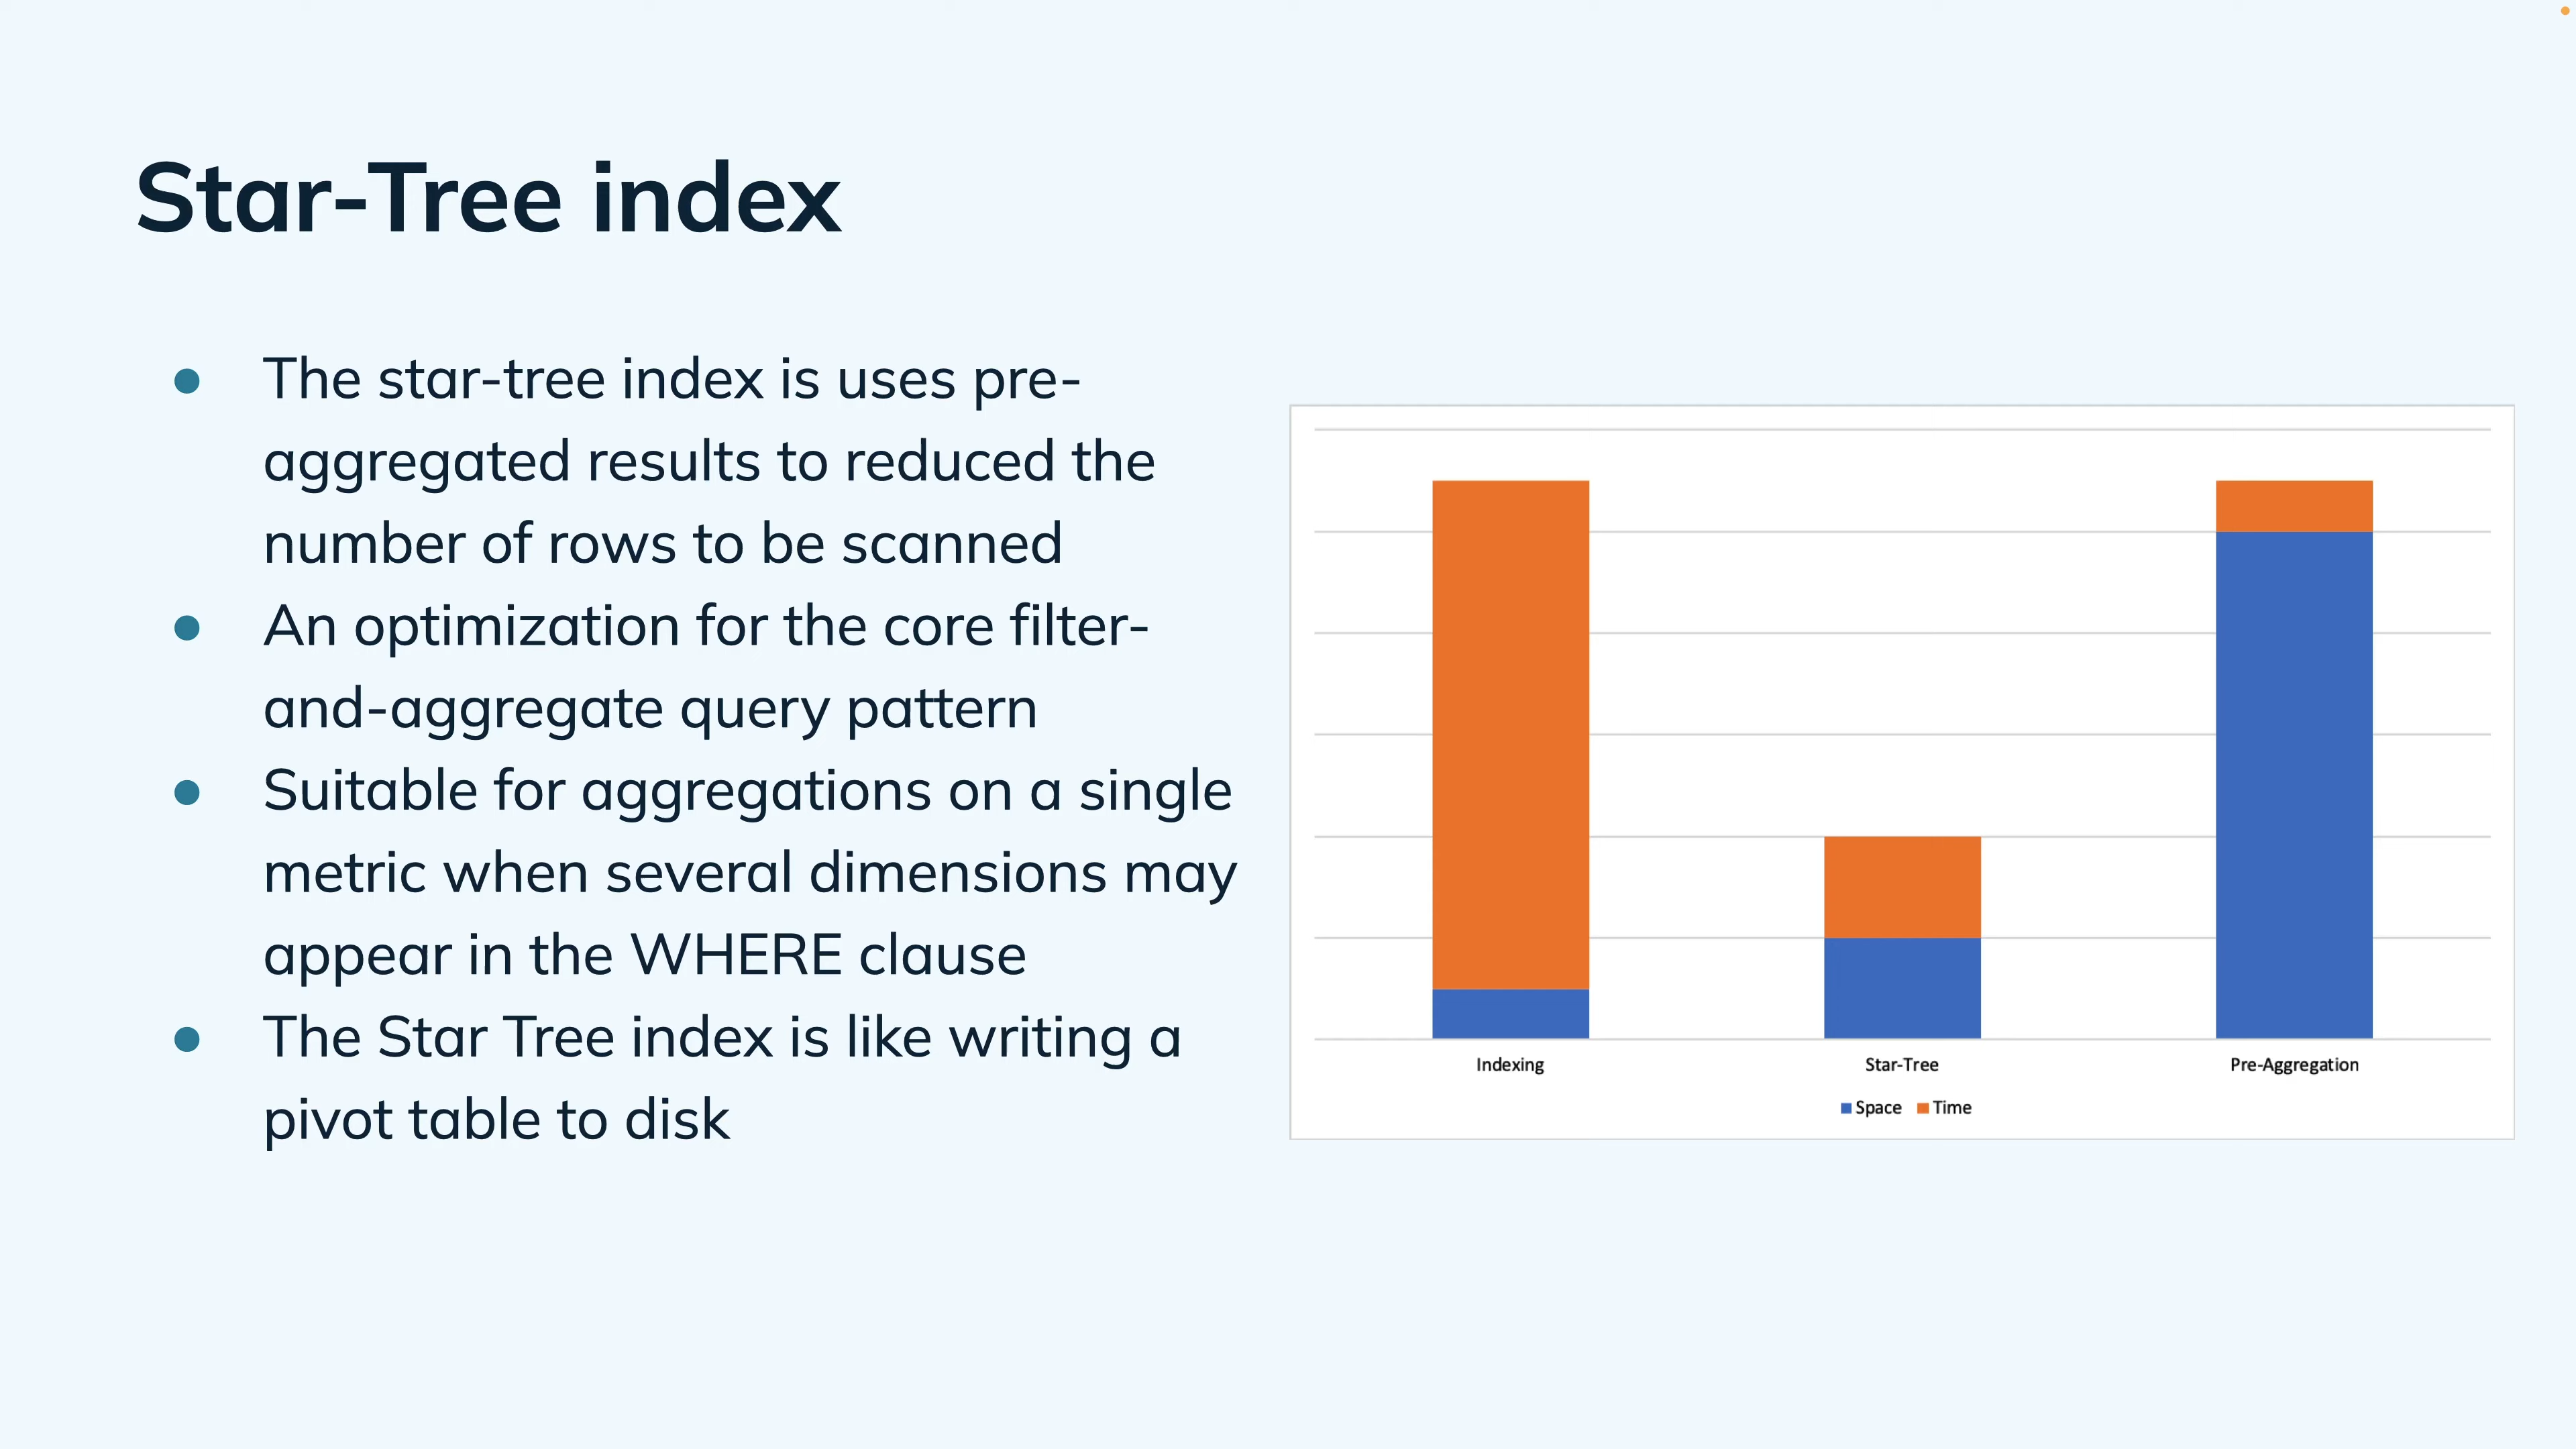 Star-Tree index
● The star-tree index is uses pre-
aggregated results to reduced the
number of rows to be scanned
● An optimization for the core filter-
and-aggregate query pattern
● Suitable for aggregations on a single
metric when several dimensions may
appear in the WHERE clause
● The Star Tree index is like writing a
pivot table to disk
Indexing
Star-Tree
Pre-Aggregation
Space
Time